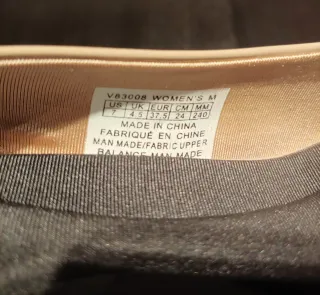 V83008 WOMEN'S M
US UK EUR CM MM
7 4.5 37.5 24 240
MADE IN CHINA
FABRIQUÉ EN CHINE
MAN MADE/FABRIC UPPER
BALANCE MAN MADE